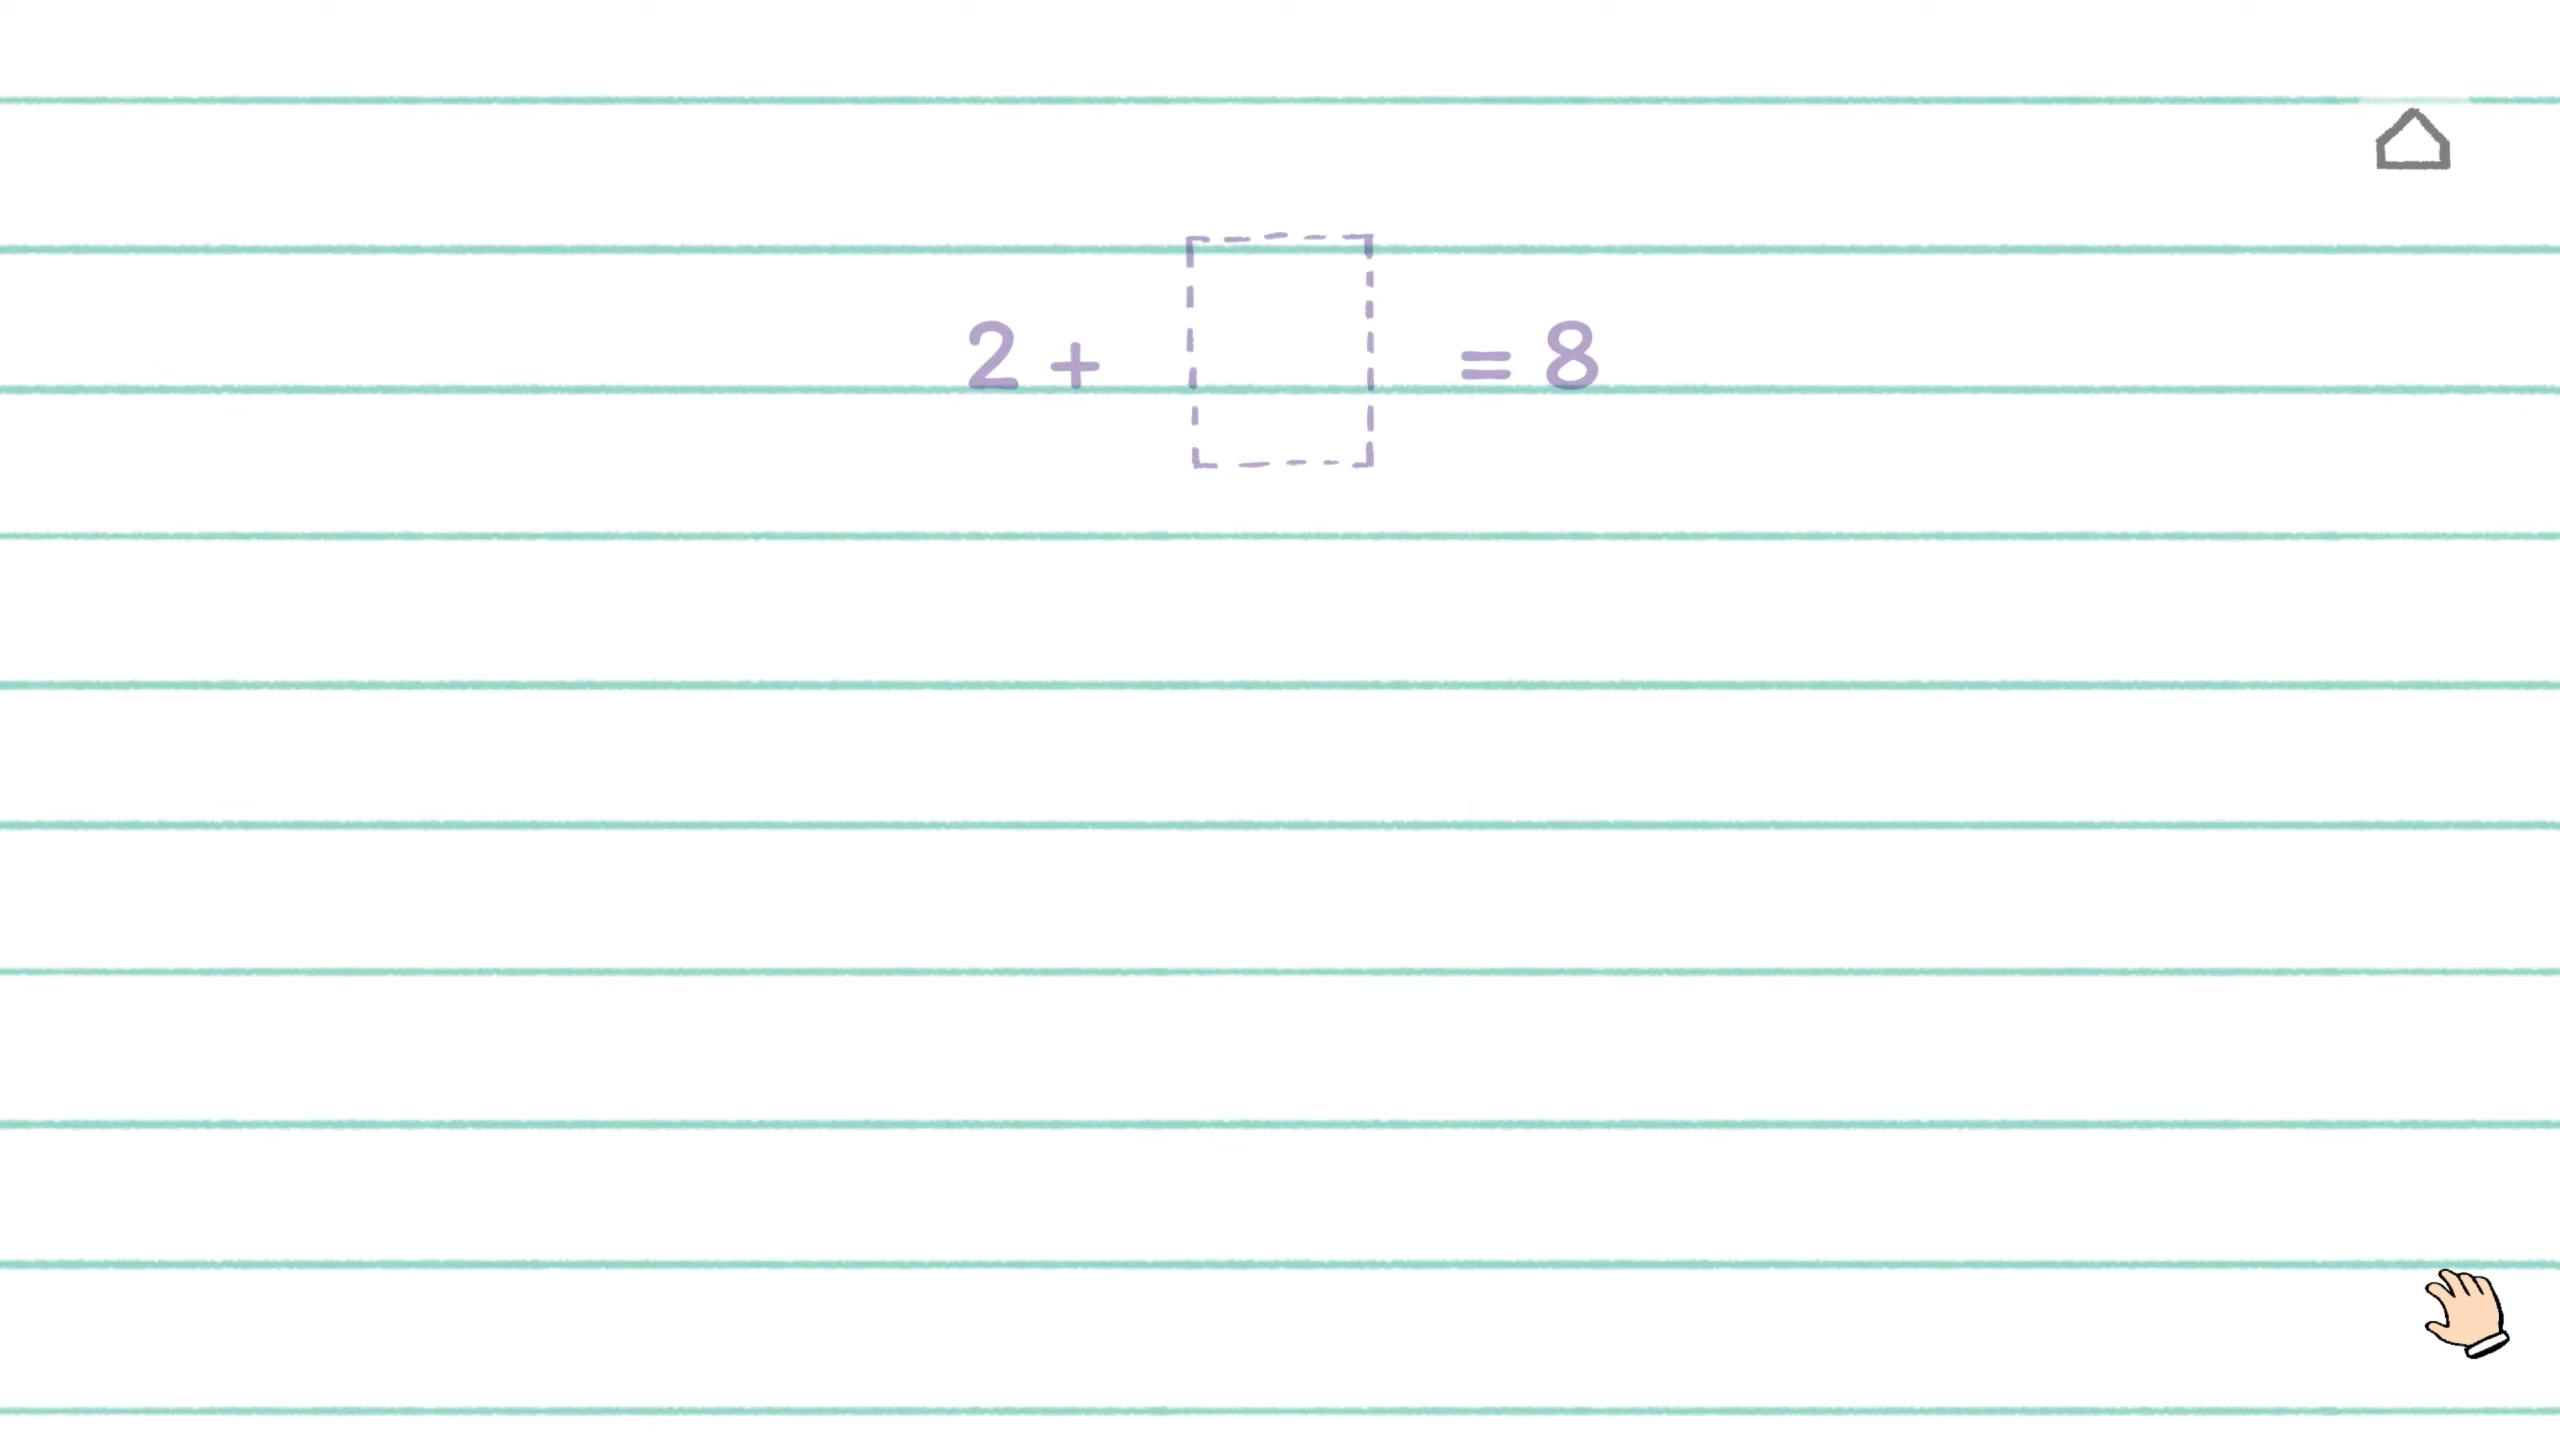 2 + = 8